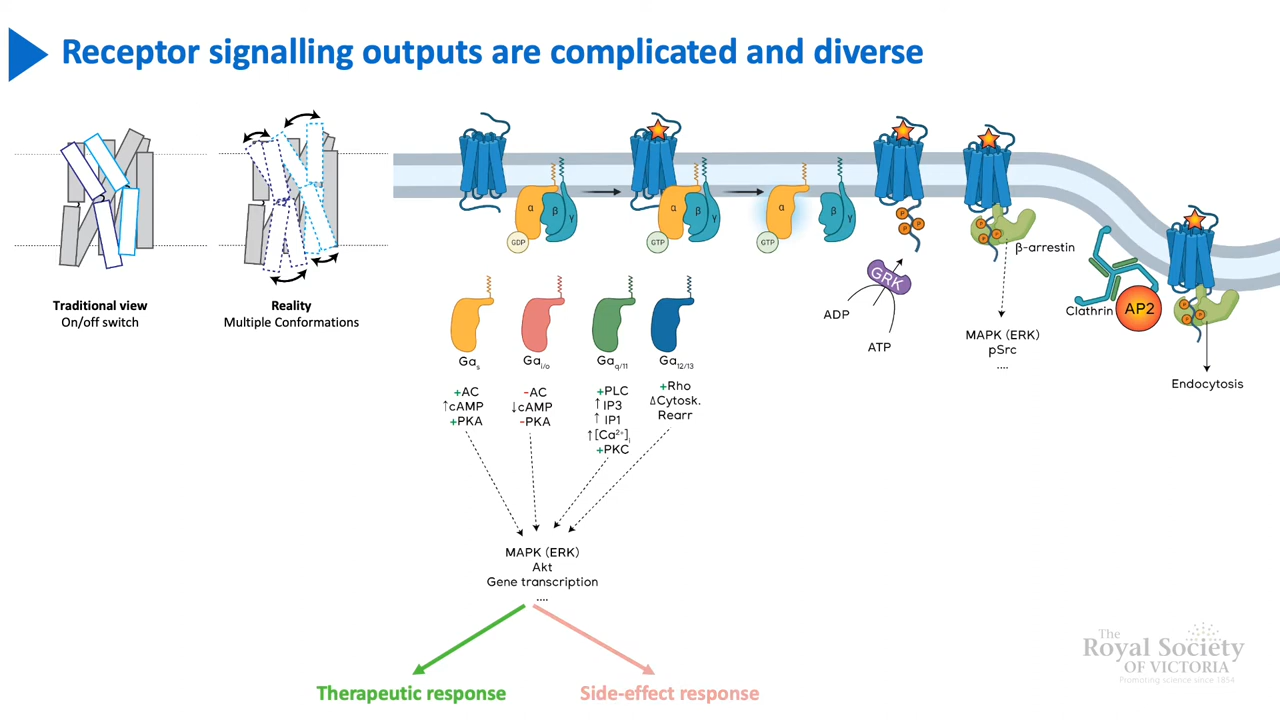 Receptor signalling outputs are complicated and diverse
Traditional view
On/off switch
Reality
Multiple Conformations
α
β
γ
GDP
α
β
γ
GTP
α
β
γ
GTP
P
P
P
GRK
ADP
ATP
P
P
P
β-arrestin
MAPK (ERK)
pSrc
....
Clathrin
AP2
P
P
P
Endocytosis
Gαs
+AC
↑cAMP
+PKA
Gαi/o
-AC
↓cAMP
-PKA
Gαq/11
+PLC
↑ IP3
↑ IP1
↑[Ca²⁺]i
+PKC
Gα12/13
+Rho
ΔCytosk.
Rearr
MAPK (ERK)
Akt
Gene transcription
....
Therapeutic response
Side-effect response
The
Royal Society
OF VICTORIA
Promoting science since 1854